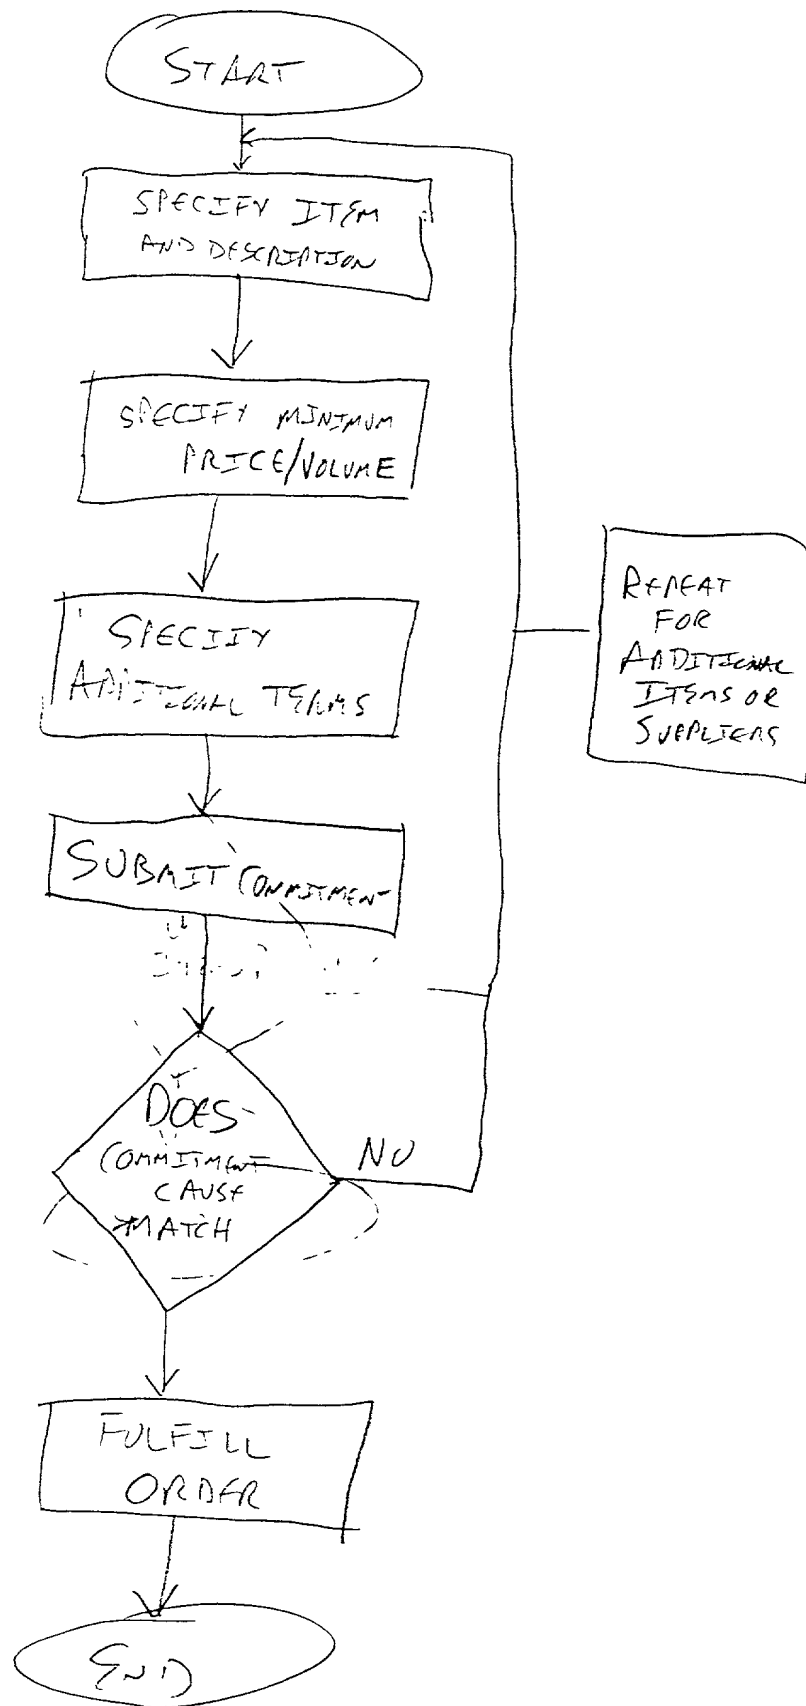 START
SPECIFY ITEM
AND DESCRIPTION
SPECIFY MINIMUM
PRICE/VOLUME
SPECIFY
ADDITIONAL TERMS
SUBMIT COMMITMENT
DOES
COMMITMENT
CAUSE
MATCH
NO
FULFILL
ORDER
END
REPEAT
FOR
ADDITIONAL
ITEMS OR
SUPPLIERS